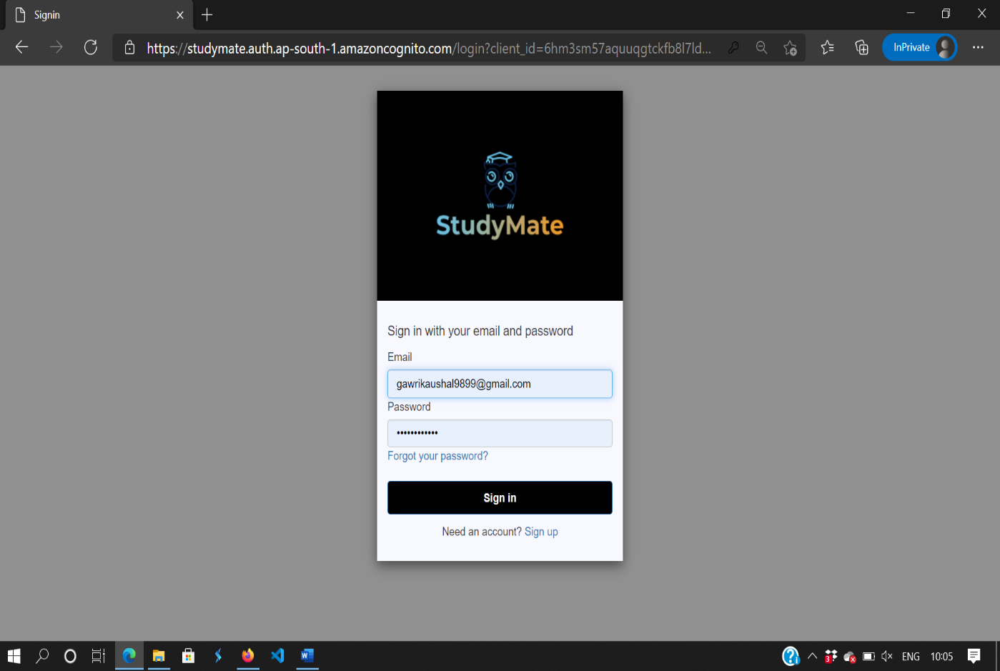 Signin
https://studymate.auth.ap-south-1.amazoncognito.com/login?client_id=6hm3sm57aquuqgtckfb8l7ld...
InPrivate
StudyMate
Sign in with your email and password
Email
gawrikaushal9899@gmail.com
Password
••••••••••••
Forgot your password?
Sign in
Need an account? Sign up
ENG 10:05